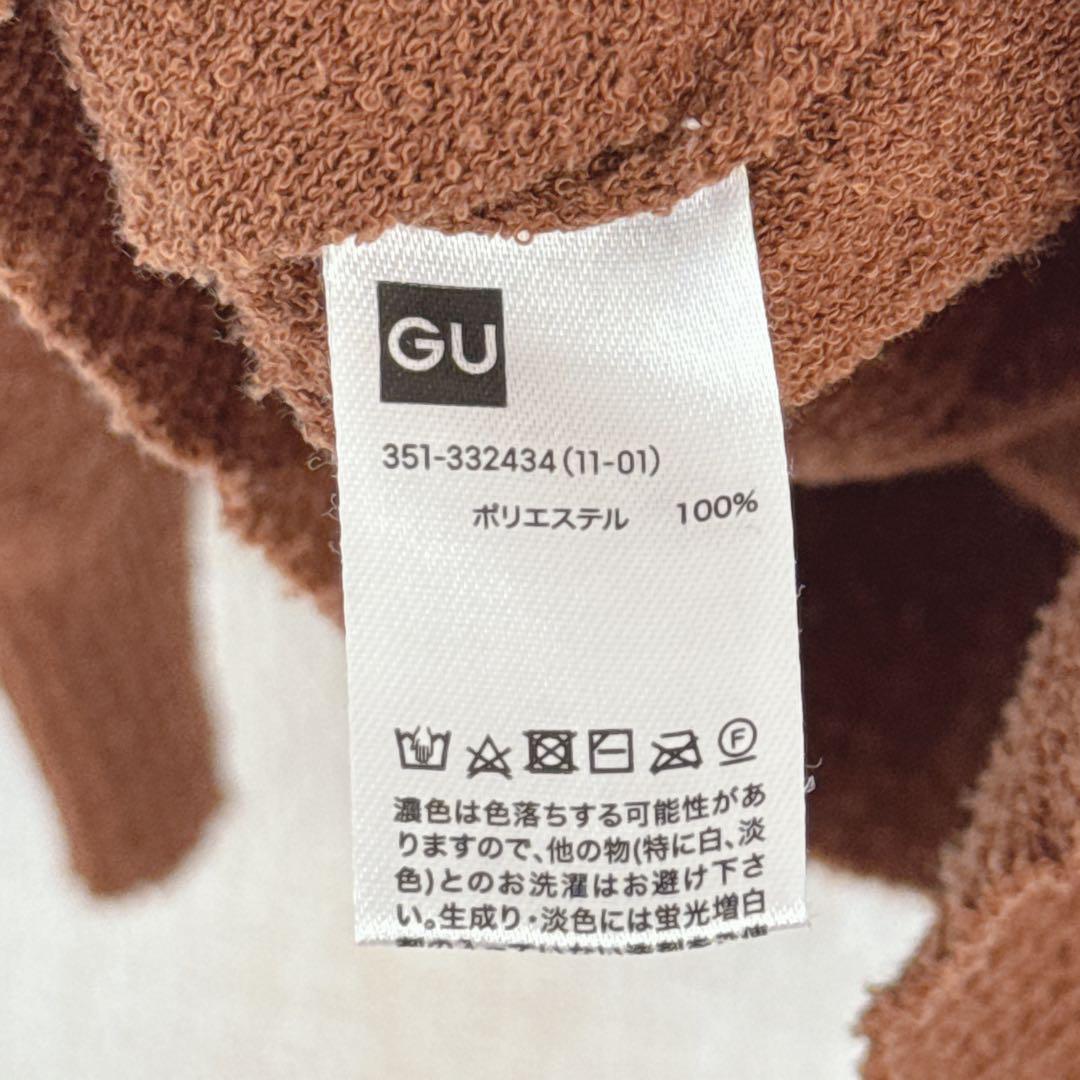 GU
351-332434(11-01)
ポリエステル 100%
F
濃色は色落ちする可能性があ
りますので、他の物(特に白、淡
色)とのお洗濯はお避け下さ
い。生成り・淡色には蛍光増白